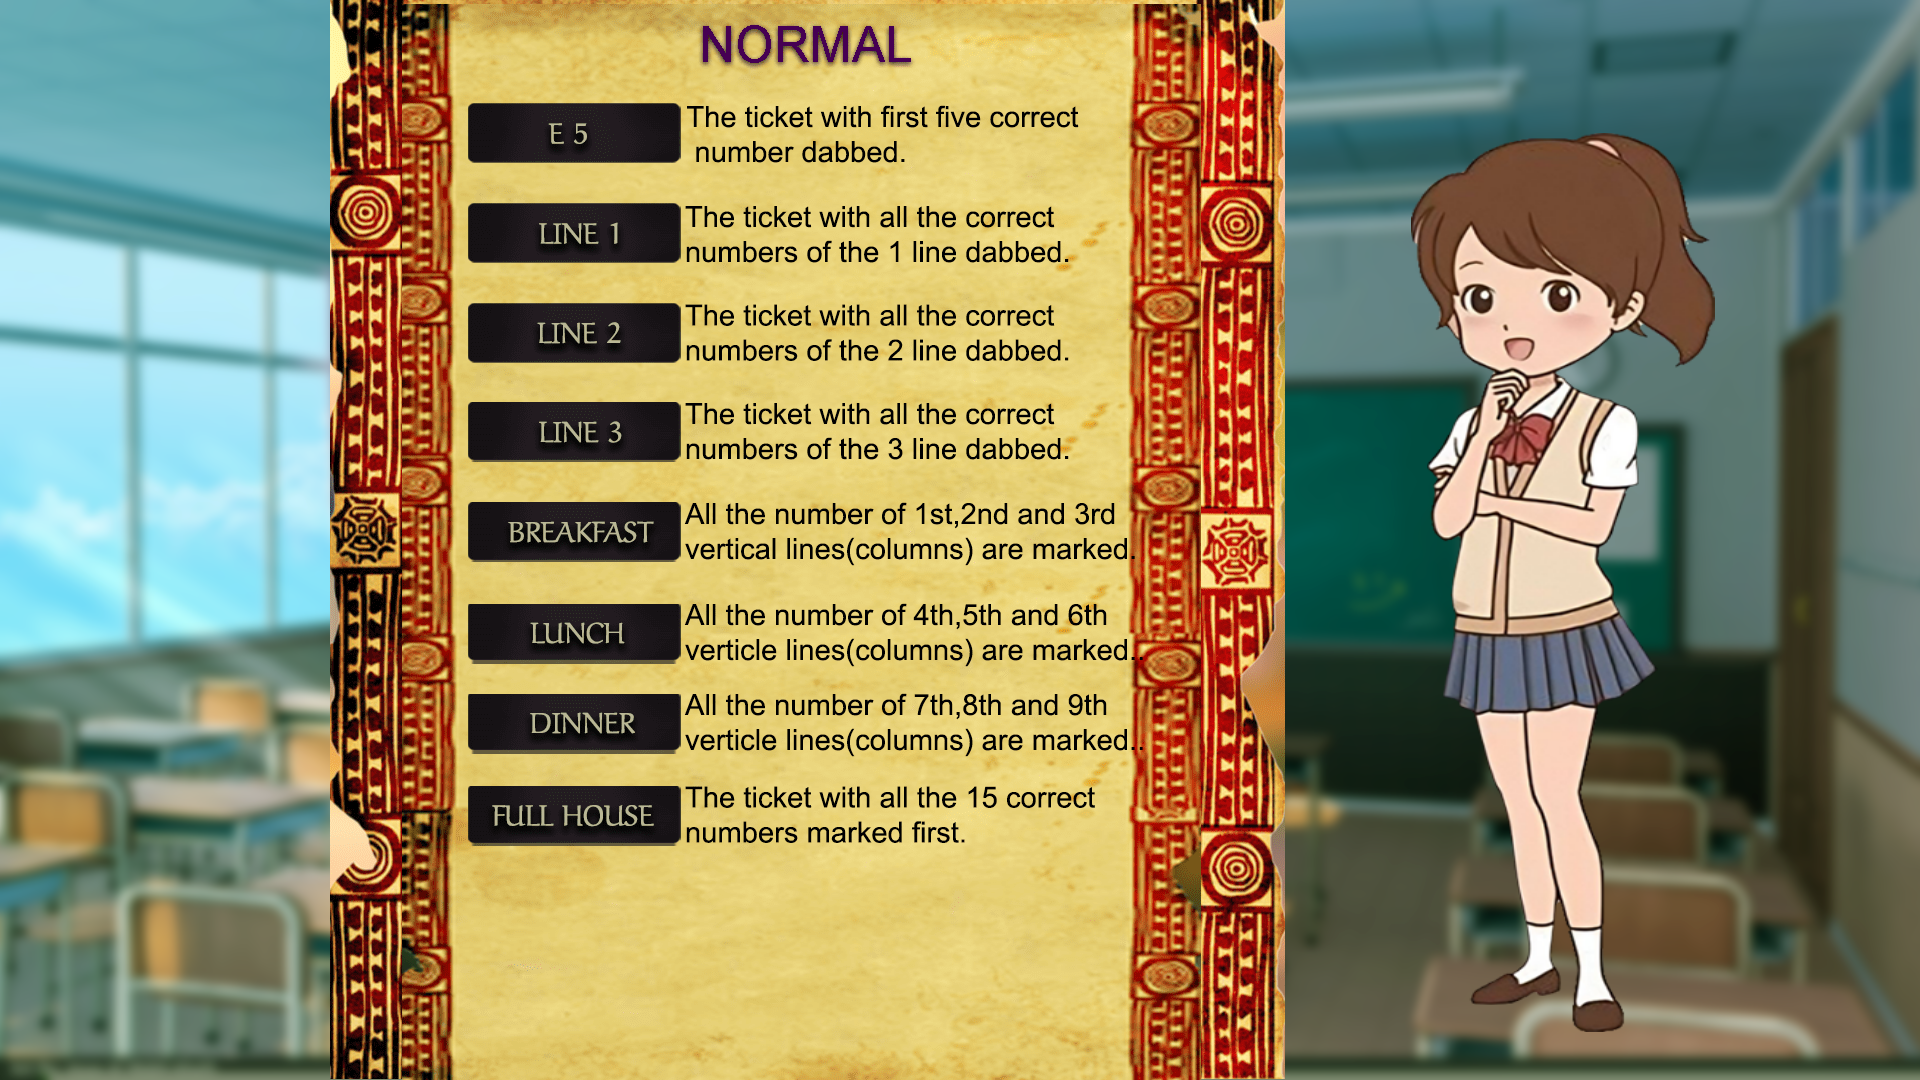 NORMAL
E 5
The ticket with first five correct
number dabbed.
LINE 1
The ticket with all the correct
numbers of the 1 line dabbed.
LINE 2
The ticket with all the correct
numbers of the 2 line dabbed.
LINE 3
The ticket with all the correct
numbers of the 3 line dabbed.
BREAKFAST
All the number of 1st,2nd and 3rd
vertical lines(columns) are marked.
LUNCH
All the number of 4th,5th and 6th
verticle lines(columns) are marked..
DINNER
All the number of 7th,8th and 9th
verticle lines(columns) are marked..
FULL HOUSE
The ticket with all the 15 correct
numbers marked first.